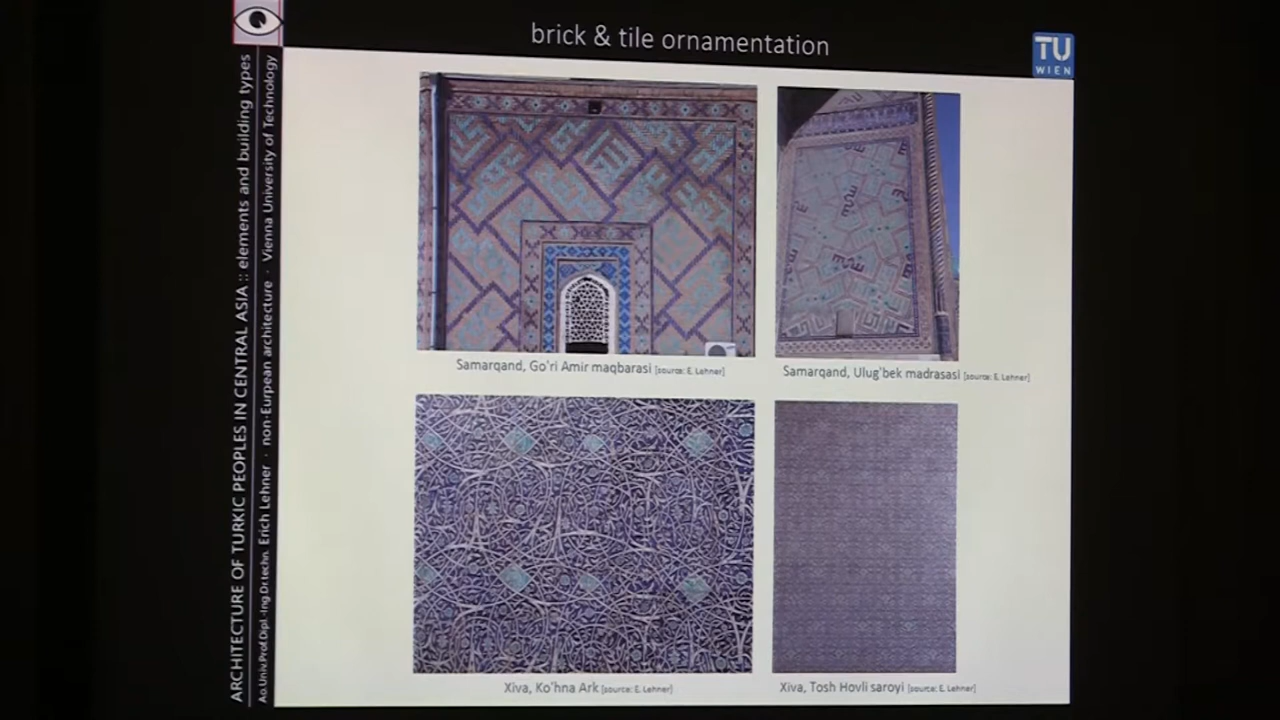 brick & tile ornamentation
TU
WIEN
ARCHITECTURE OF TURKIC PEOPLES IN CENTRAL ASIA :: elements and building types
Ao.Univ.Prof.Dipl.-Ing Dr.techn. Erich Lehner · non-Eurpean architecture · Vienna University of Technology
Samarqand, Go'ri Amir maqbarasi [source: E. Lehner]
Samarqand, Ulug'bek madrasasi [source: E. Lehner]
Xiva, Ko'hna Ark [source: E. Lehner]
Xiva, Tosh Hovli saroyi [source: E. Lehner]